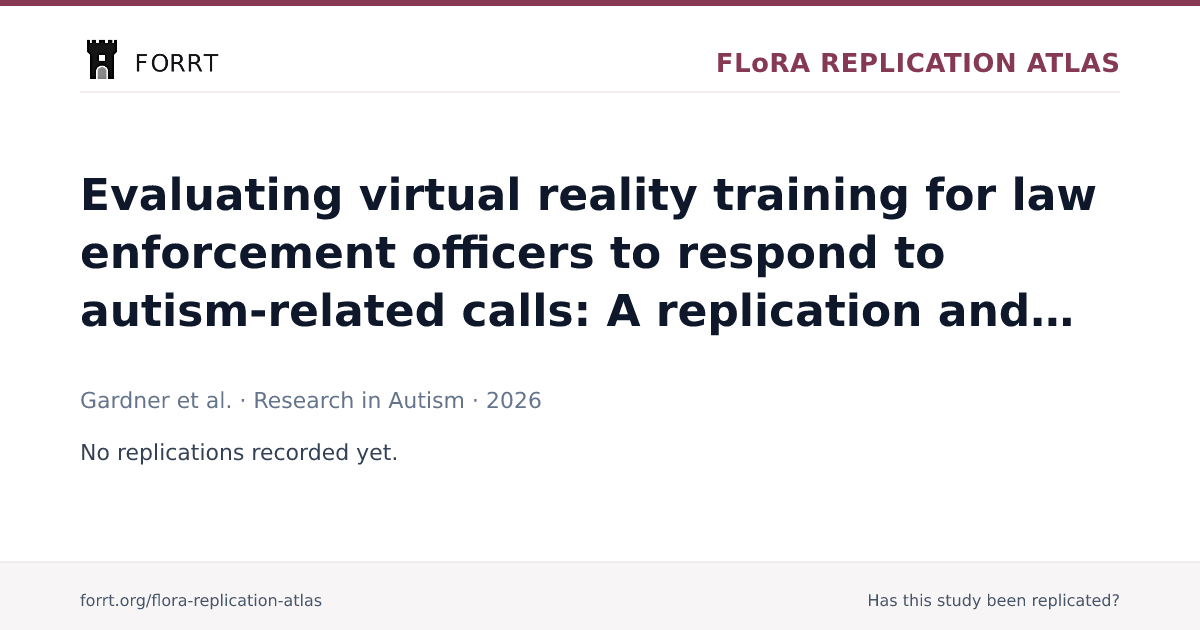 FORRT
FLoRA REPLICATION ATLAS
Evaluating virtual reality training for law
enforcement officers to respond to
autism-related calls: A replication and…
Gardner et al. · Research in Autism · 2026
No replications recorded yet.
forrt.org/flora-replication-atlas
Has this study been replicated?